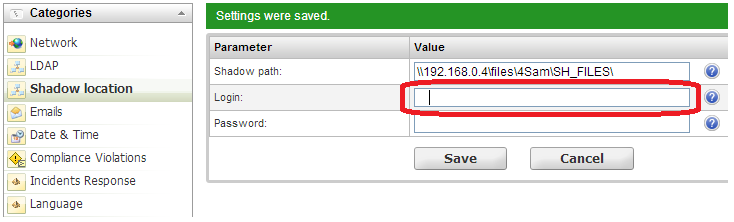 Categories
Network
LDAP
Shadow location
Emails
Date & Time
Compliance Violations
Incidents Response
Language
Settings were saved.
Parameter Value
Shadow path: \\192.168.0.4\files\4Sam\SH_FILES\
Login:
Password:
Save Cancel